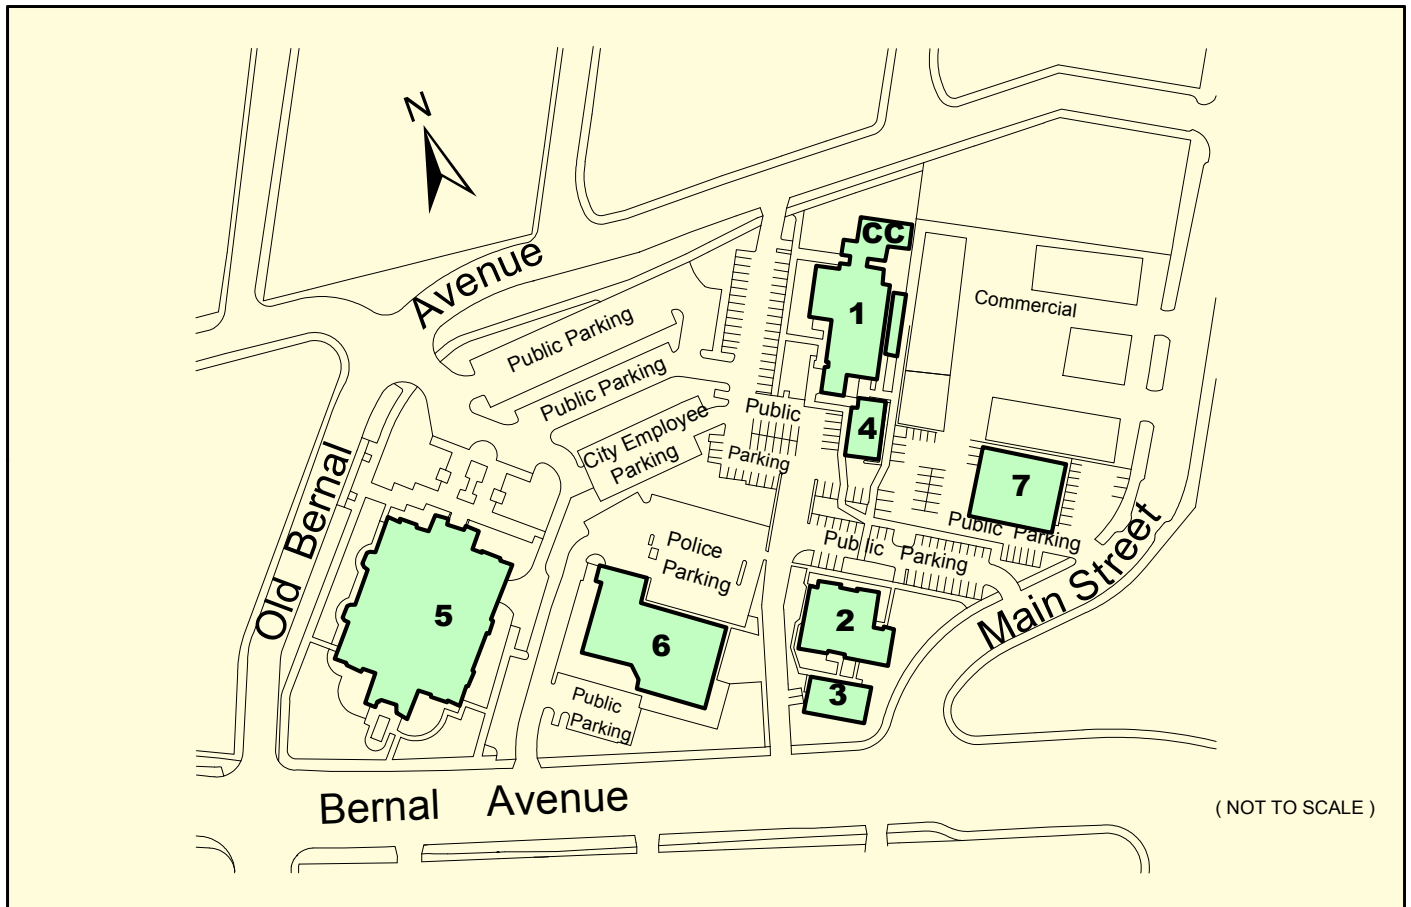 N
CC
Avenue
Commercial
1
Public Parking
Public Parking
Public
City Employee
Parking
4
Parking
7
Old Bernal
Public Parking
Police
Parking
Public Parking
Main Street
5
6
2
3
Public
Parking
Bernal Avenue
( NOT TO SCALE )